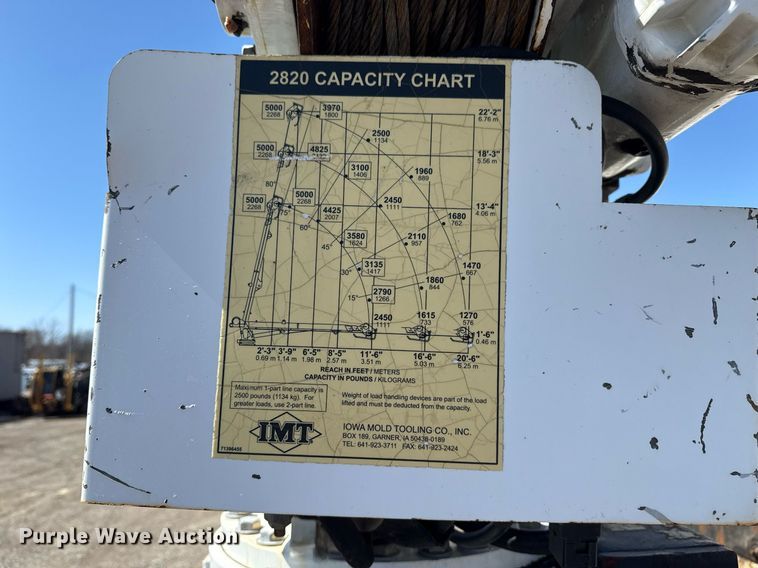 2820 CAPACITY CHART
5000 3970
2268 1800
22'-2"
6.76 m
2500
1134
5000 4825
2268
18'-3"
5.56 m
3100
1406
1960
889
80°
5000 5000
2268 2268
75°
13'-4"
4.06 m
2450
1111
4425
2007
1680
762
60°
3580
1624
45°
2110
957
3135
1417
30°
1470
667
1860
844
2790
1266
15°
2450
1111
1615
733
1270
576
1'-6"
0.46 m
2'-3" 3'-9" 6'-5" 8'-5" 11'-6" 16'-6" 20'-6"
0.69 m 1.14 m 1.98 m 2.57 m 3.51 m 5.03 m 6.25 m
REACH IN FEET / METERS
CAPACITY IN POUNDS / KILOGRAMS
Maximum 1-part line capacity is
2500 pounds (1134 kg). For
greater loads, use 2-part line.
Weight of load handling devices are part of the load
lifted and must be deducted from the capacity.
IMT
IOWA MOLD TOOLING CO., INC.
BOX 189, GARNER, IA 50438-0189
TEL: 641-923-3711 FAX: 641-923-2424
71396455
Purple Wave Auction